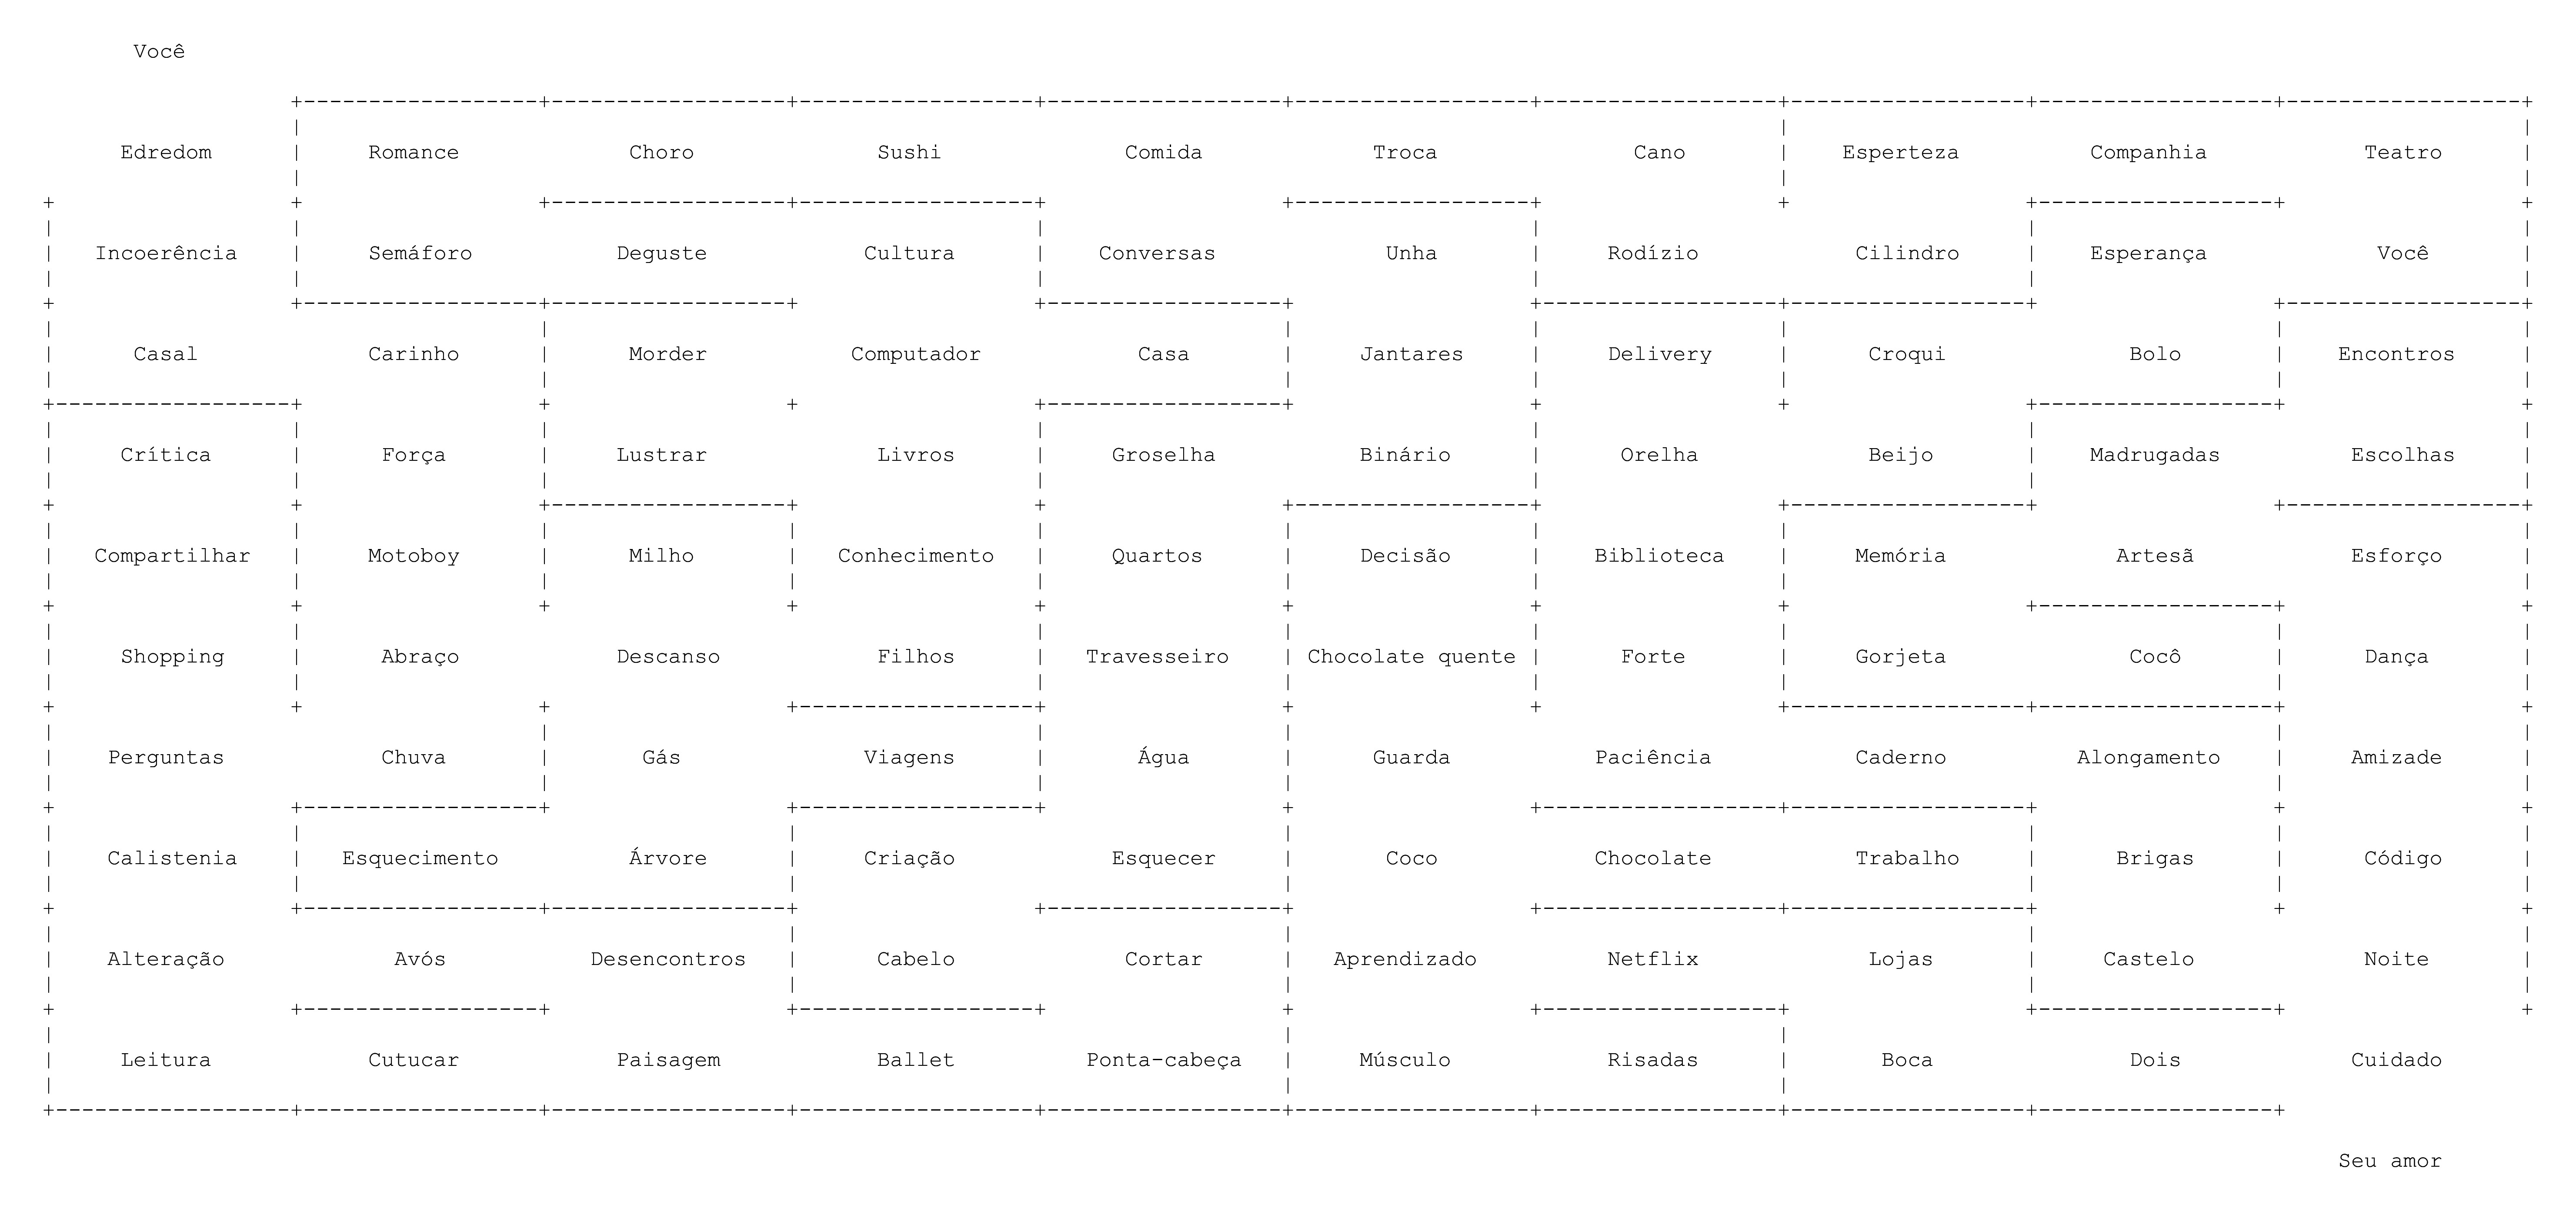 Você
Edredom Romance Choro Sushi Comida Troca Cano Esperteza Companhia Teatro
Incoerência Semáforo Deguste Cultura Conversas Unha Rodízio Cilindro Esperança Você
Casal Carinho Morder Computador Casa Jantares Delivery Croqui Bolo Encontros
Crítica Força Lustrar Livros Groselha Binário Orelha Beijo Madrugadas Escolhas
Compartilhar Motoboy Milho Conhecimento Quartos Decisão Biblioteca Memória Artesã Esforço
Shopping Abraço Descanso Filhos Travesseiro Chocolate quente Forte Gorjeta Cocô Dança
Perguntas Chuva Gás Viagens Água Guarda Paciência Caderno Alongamento Amizade
Calistenia Esquecimento Árvore Criação Esquecer Coco Chocolate Trabalho Brigas Código
Alteração Avós Desencontros Cabelo Cortar Aprendizado Netflix Lojas Castelo Noite
Leitura Cutucar Paisagem Ballet Ponta-cabeça Músculo Risadas Boca Dois Cuidado
Seu amor